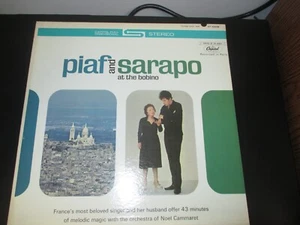 STEREO
Capitol
piaf and sarapo
at the bobino
France's most beloved singer and her husband offer 43 minutes
of melodic magic with the orchestra of Noel Commaret